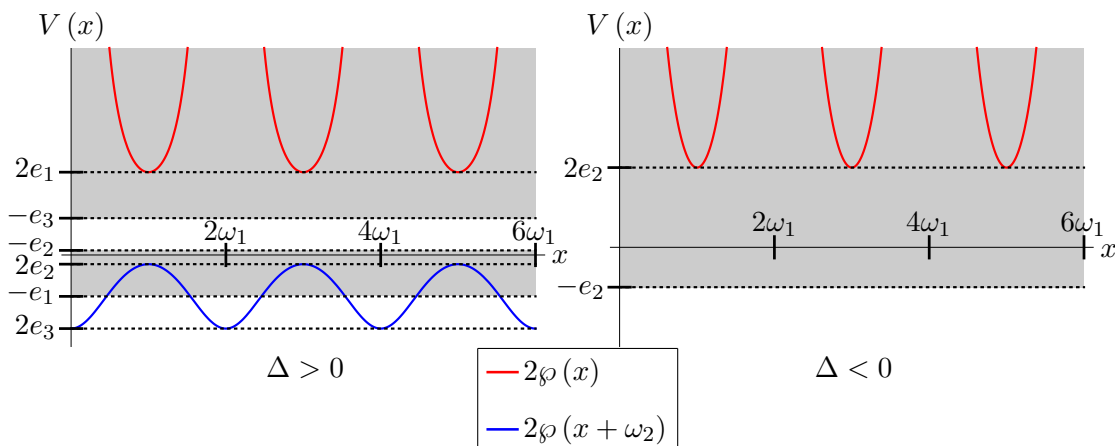 V (x)
2e₁
−e₃
−e₂
2e₂
−e₁
2e₃
2ω₁
4ω₁
6ω₁
x
Δ > 0
V (x)
2e₂
−e₂
2ω₁
4ω₁
6ω₁
x
Δ < 0
2℘ (x)
2℘ (x + ω₂)